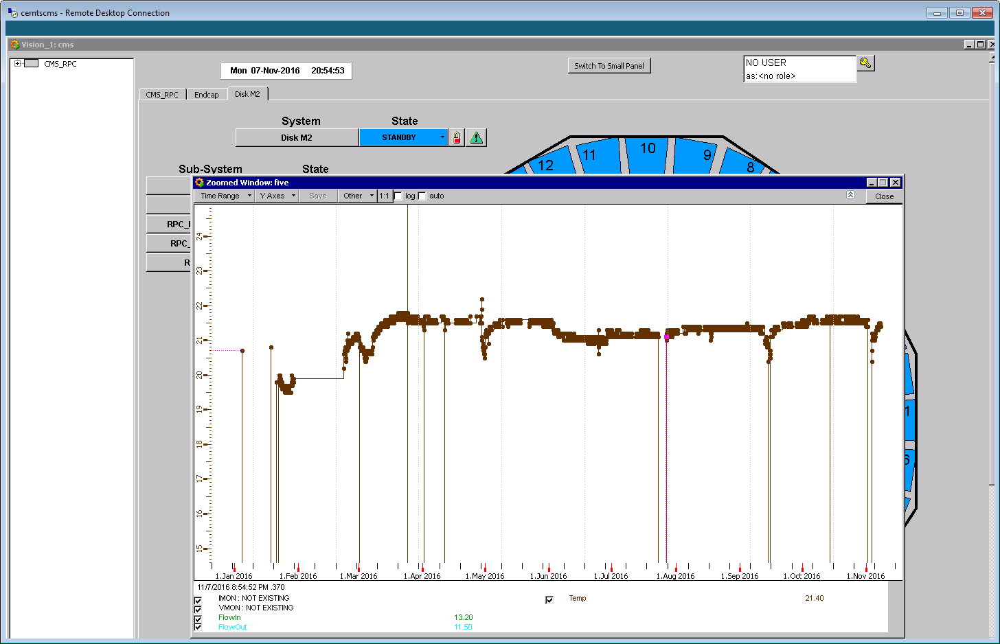 cerntscms - Remote Desktop Connection
Vision_1: cms
CMS_RPC
Mon 07-Nov-2016 20:54:53
Switch To Small Panel
NO USER
as:<no role>
CMS_RPC Endcap Disk M2
System State
Disk M2 STANDBY
Sub-System State
12 11 10 9 8
Zoomed Window: five
Time Range Y Axes Save Other 1:1 log auto Close
RPC_
RPC_
R
24
23
22
21
20
19
18
17
16
15
1
6
1.Jan 2016 1.Feb 2016 1.Mar 2016 1.Apr 2016 1.May 2016 1.Jun 2016 1.Jul 2016 1.Aug 2016 1.Sep 2016 1.Oct 2016 1.Nov 2016
11/7/2016 8:54:52 PM .370
IMON : NOT EXISTING Temp 21.40
VMON : NOT EXISTING
FlowIn 13.20
FlowOut 11.50